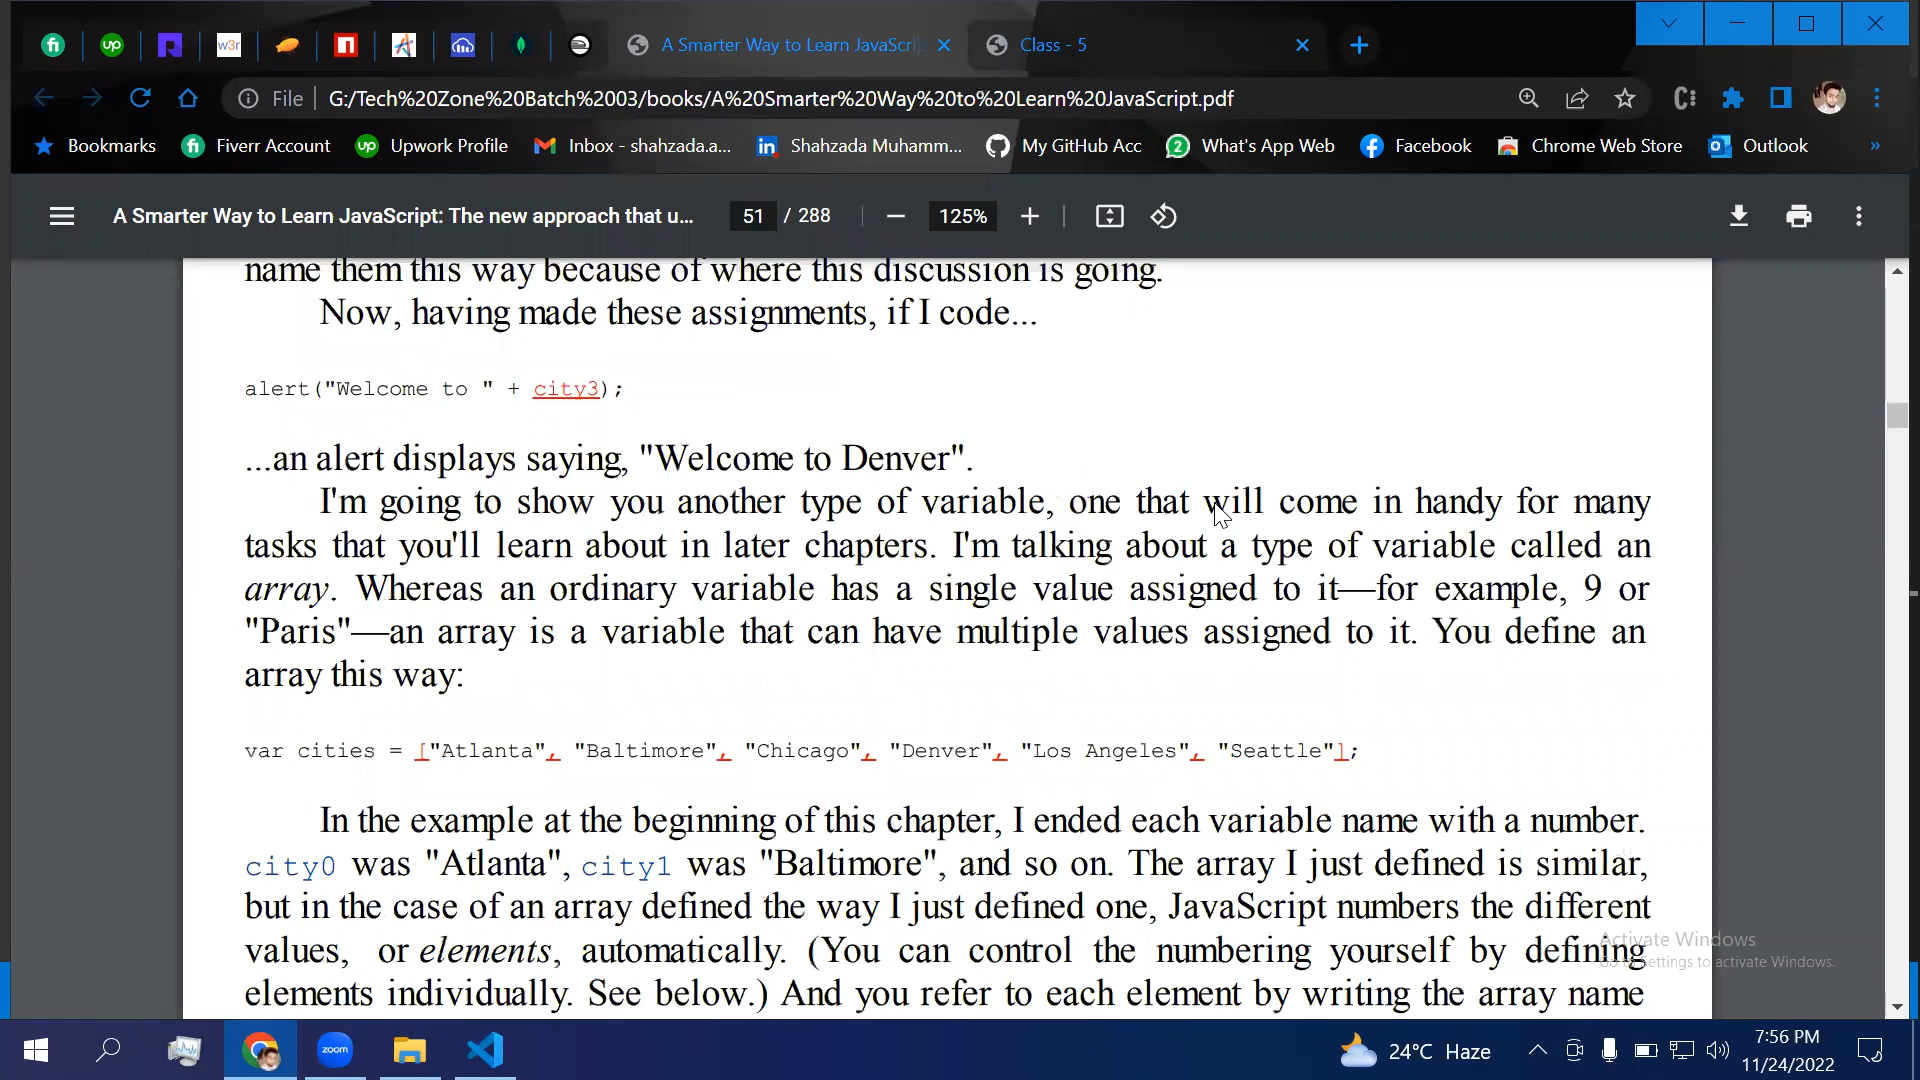 A Smarter Way to Learn JavaScri
Class - 5
File
G:/Tech%20Zone%20Batch%2003/books/A%20Smarter%20Way%20to%20Learn%20JavaScript.pdf
Bookmarks
Fiverr Account
Upwork Profile
Inbox - shahzada.a...
Shahzada Muhamm...
My GitHub Acc
What's App Web
Facebook
Chrome Web Store
Outlook
»
A Smarter Way to Learn JavaScript: The new approach that u...
51 / 288
125%
name them this way because of where this discussion is going.
Now, having made these assignments, if I code...
alert("Welcome to " + city3);
...an alert displays saying, "Welcome to Denver".
I'm going to show you another type of variable, one that will come in handy for many
tasks that you'll learn about in later chapters. I'm talking about a type of variable called an
array. Whereas an ordinary variable has a single value assigned to it—for example, 9 or
"Paris"—an array is a variable that can have multiple values assigned to it. You define an
array this way:
var cities = ["Atlanta", "Baltimore", "Chicago", "Denver", "Los Angeles", "Seattle"];
In the example at the beginning of this chapter, I ended each variable name with a number.
city0 was "Atlanta", city1 was "Baltimore", and so on. The array I just defined is similar,
but in the case of an array defined the way I just defined one, JavaScript numbers the different
values, or elements, automatically. (You can control the numbering yourself by defining
elements individually. See below.) And you refer to each element by writing the array name
Activate Windows
Go to Settings to activate Windows.
zoom
24°C Haze
7:56 PM
11/24/2022